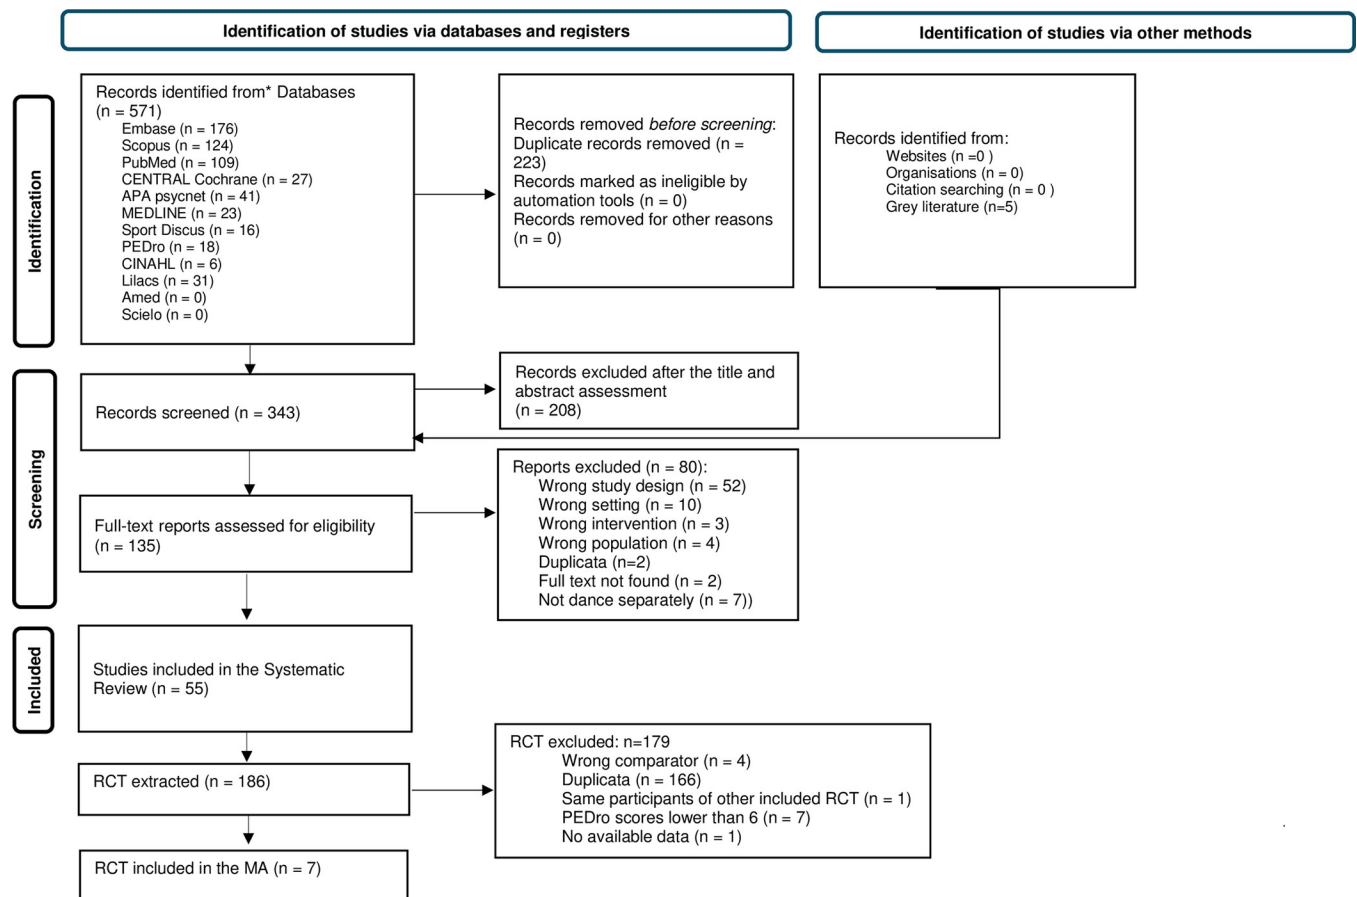 Identification of studies via databases and registers
Identification of studies via other methods
Identification
Records identified from* Databases
(n = 571)
Embase (n = 176)
Scopus (n = 124)
PubMed (n = 109)
CENTRAL Cochrane (n = 27)
APA psycnet (n = 41)
MEDLINE (n = 23)
Sport Discus (n = 16)
PEDro (n = 18)
CINAHL (n = 6)
Lilacs (n = 31)
Amed (n = 0)
Scielo (n = 0)
Records removed before screening:
Duplicate records removed (n =
223)
Records marked as ineligible by
automation tools (n = 0)
Records removed for other reasons
(n = 0)
Records identified from:
Websites (n =0 )
Organisations (n = 0)
Citation searching (n = 0 )
Grey literature (n=5)
Screening
Records screened (n = 343)
Records excluded after the title and
abstract assessment
(n = 208)
Full-text reports assessed for eligibility
(n = 135)
Reports excluded (n = 80):
Wrong study design (n = 52)
Wrong setting (n = 10)
Wrong intervention (n = 3)
Wrong population (n = 4)
Duplicata (n=2)
Full text not found (n = 2)
Not dance separately (n = 7))
Included
Studies included in the Systematic
Review (n = 55)
RCT extracted (n = 186)
RCT excluded: n=179
Wrong comparator (n = 4)
Duplicata (n = 166)
Same participants of other included RCT (n = 1)
PEDro scores lower than 6 (n = 7)
No available data (n = 1)
RCT included in the MA (n = 7)